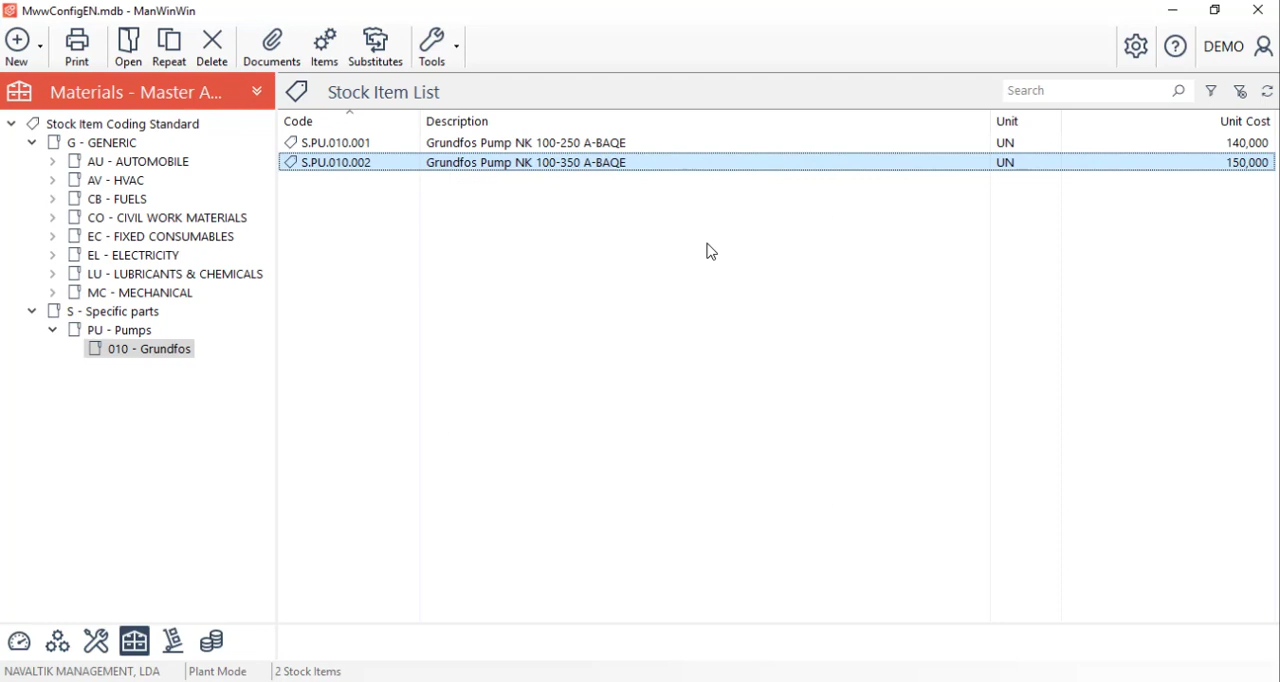 MwwConfigEN.mdb - ManWinWin
New Print Open Repeat Delete Documents Items Substitutes Tools DEMO
Materials - Master A... Stock Item List Search
Stock Item Coding Standard
G - GENERIC
AU - AUTOMOBILE
AV - HVAC
CB - FUELS
CO - CIVIL WORK MATERIALS
EC - FIXED CONSUMABLES
EL - ELECTRICITY
LU - LUBRICANTS & CHEMICALS
MC - MECHANICAL
S - Specific parts
PU - Pumps
010 - Grundfos
Code Description Unit Unit Cost
S.PU.010.001 Grundfos Pump NK 100-250 A-BAQE UN 140,000
S.PU.010.002 Grundfos Pump NK 100-350 A-BAQE UN 150,000
NAVALTIK MANAGEMENT, LDA Plant Mode 2 Stock Items